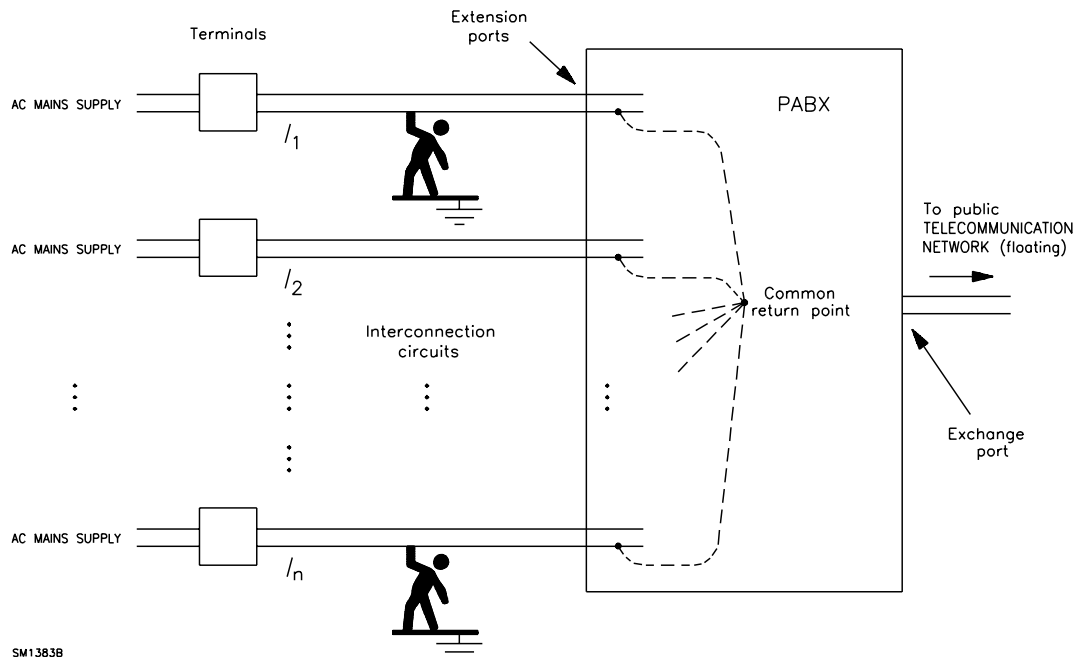 Extension
ports
Terminals
AC MAINS SUPPLY
I1
PABX
To public
TELECOMMUNICATION
NETWORK (floating)
AC MAINS SUPPLY
I2
Common
return point
Interconnection
circuits
Exchange
port
AC MAINS SUPPLY
In
SM1383B